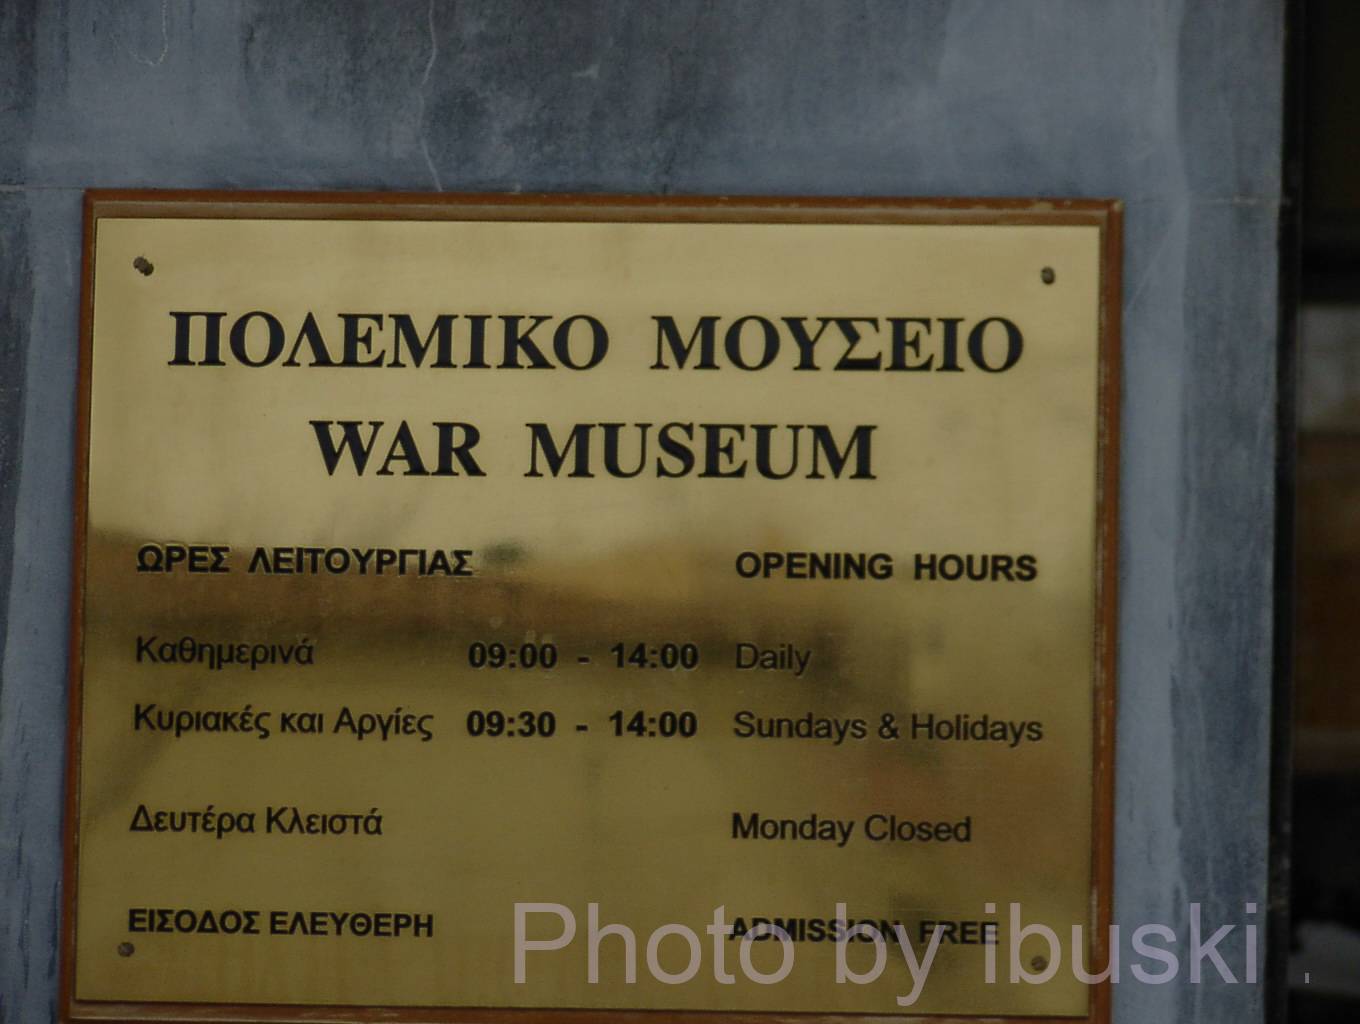 ΠΟΛΕΜΙΚΟ ΜΟΥΣΕΙΟ
WAR MUSEUM
ΩΡΕΣ ΛΕΙΤΟΥΡΓΙΑΣ OPENING HOURS
Καθημερινά 09:00 - 14:00 Daily
Κυριακές και Αργίες 09:30 - 14:00 Sundays & Holidays
Δευτέρα Κλειστά Monday Closed
ΕΙΣΟΔΟΣ ΕΛΕΥΘΕΡΗ ADMISSION FREE
Photo by ibuski .